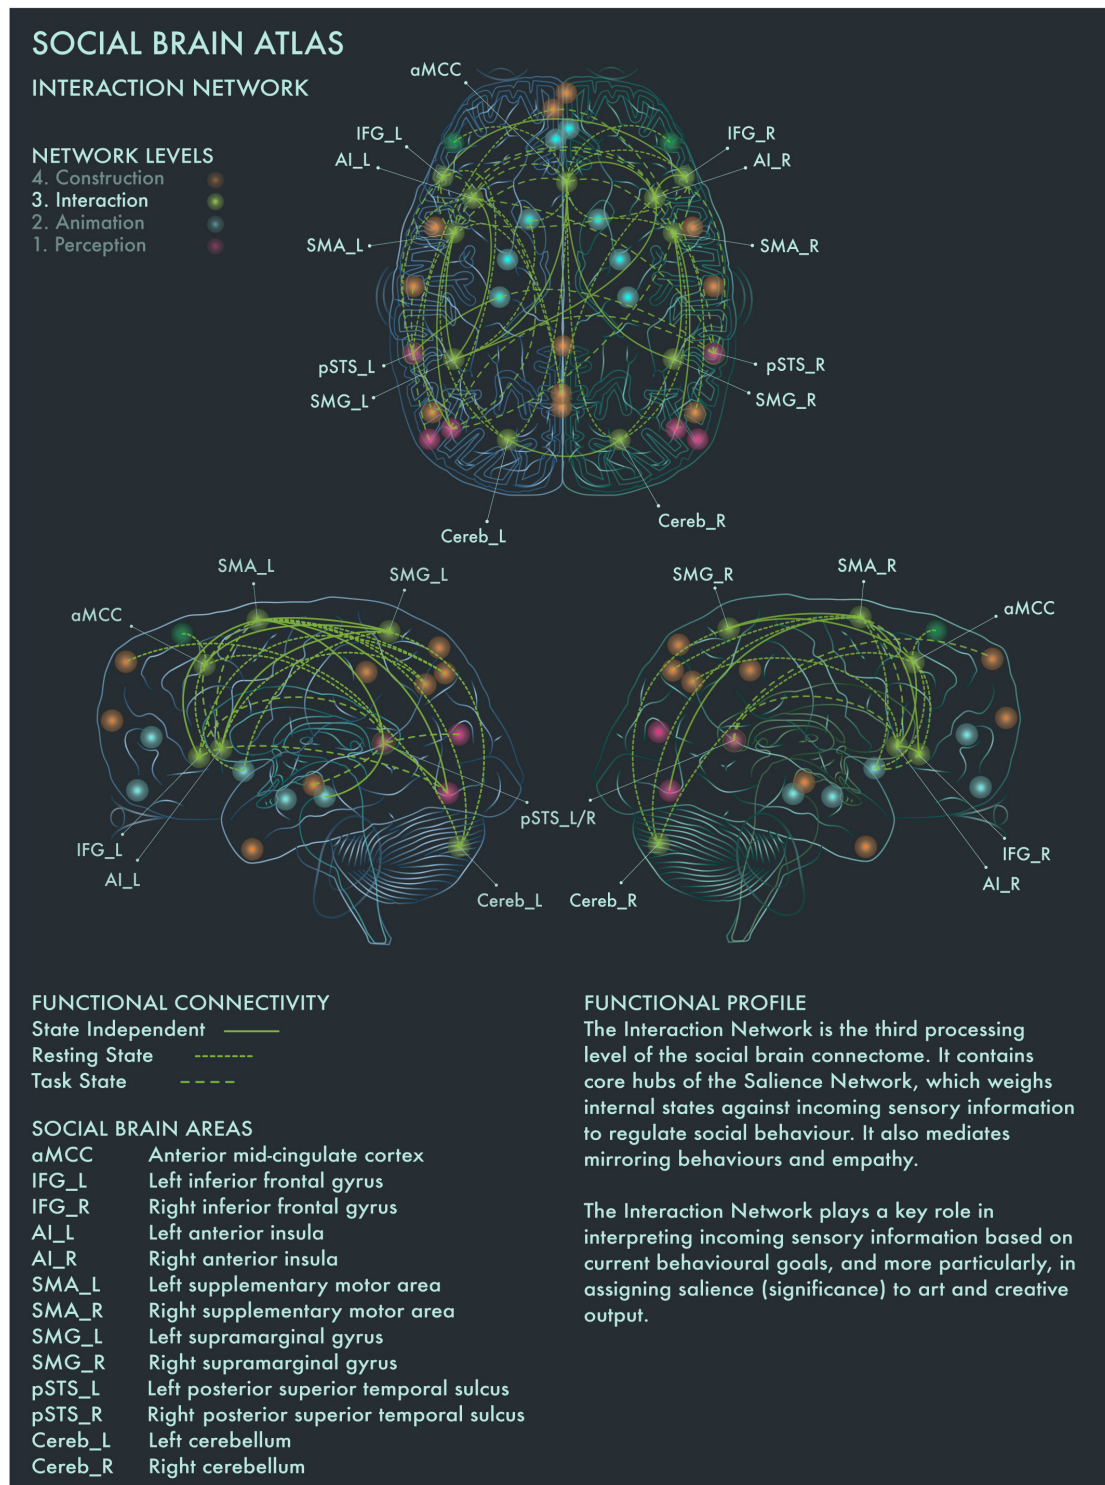 SOCIAL BRAIN ATLAS
INTERACTION NETWORK
NETWORK LEVELS
4. Construction
3. Interaction
2. Animation
1. Perception
aMCC
IFG_L
IFG_R
AI_L
AI_R
SMA_L
SMA_R
pSTS_L
pSTS_R
SMG_L
SMG_R
Cereb_L
Cereb_R
SMA_L
SMG_L
aMCC
IFG_L
AI_L
pSTS_L/R
Cereb_L
SMG_R
SMA_R
aMCC
IFG_R
AI_R
Cereb_R
FUNCTIONAL CONNECTIVITY
State Independent
Resting State
Task State
SOCIAL BRAIN AREAS
aMCC Anterior mid-cingulate cortex
IFG_L Left inferior frontal gyrus
IFG_R Right inferior frontal gyrus
AI_L Left anterior insula
AI_R Right anterior insula
SMA_L Left supplementary motor area
SMA_R Right supplementary motor area
SMG_L Left supramarginal gyrus
SMG_R Right supramarginal gyrus
pSTS_L Left posterior superior temporal sulcus
pSTS_R Right posterior superior temporal sulcus
Cereb_L Left cerebellum
Cereb_R Right cerebellum
FUNCTIONAL PROFILE
The Interaction Network is the third processing
level of the social brain connectome. It contains
core hubs of the Salience Network, which weighs
internal states against incoming sensory information
to regulate social behaviour. It also mediates
mirroring behaviours and empathy.
The Interaction Network plays a key role in
interpreting incoming sensory information based on
current behavioural goals, and more particularly, in
assigning salience (significance) to art and creative
output.